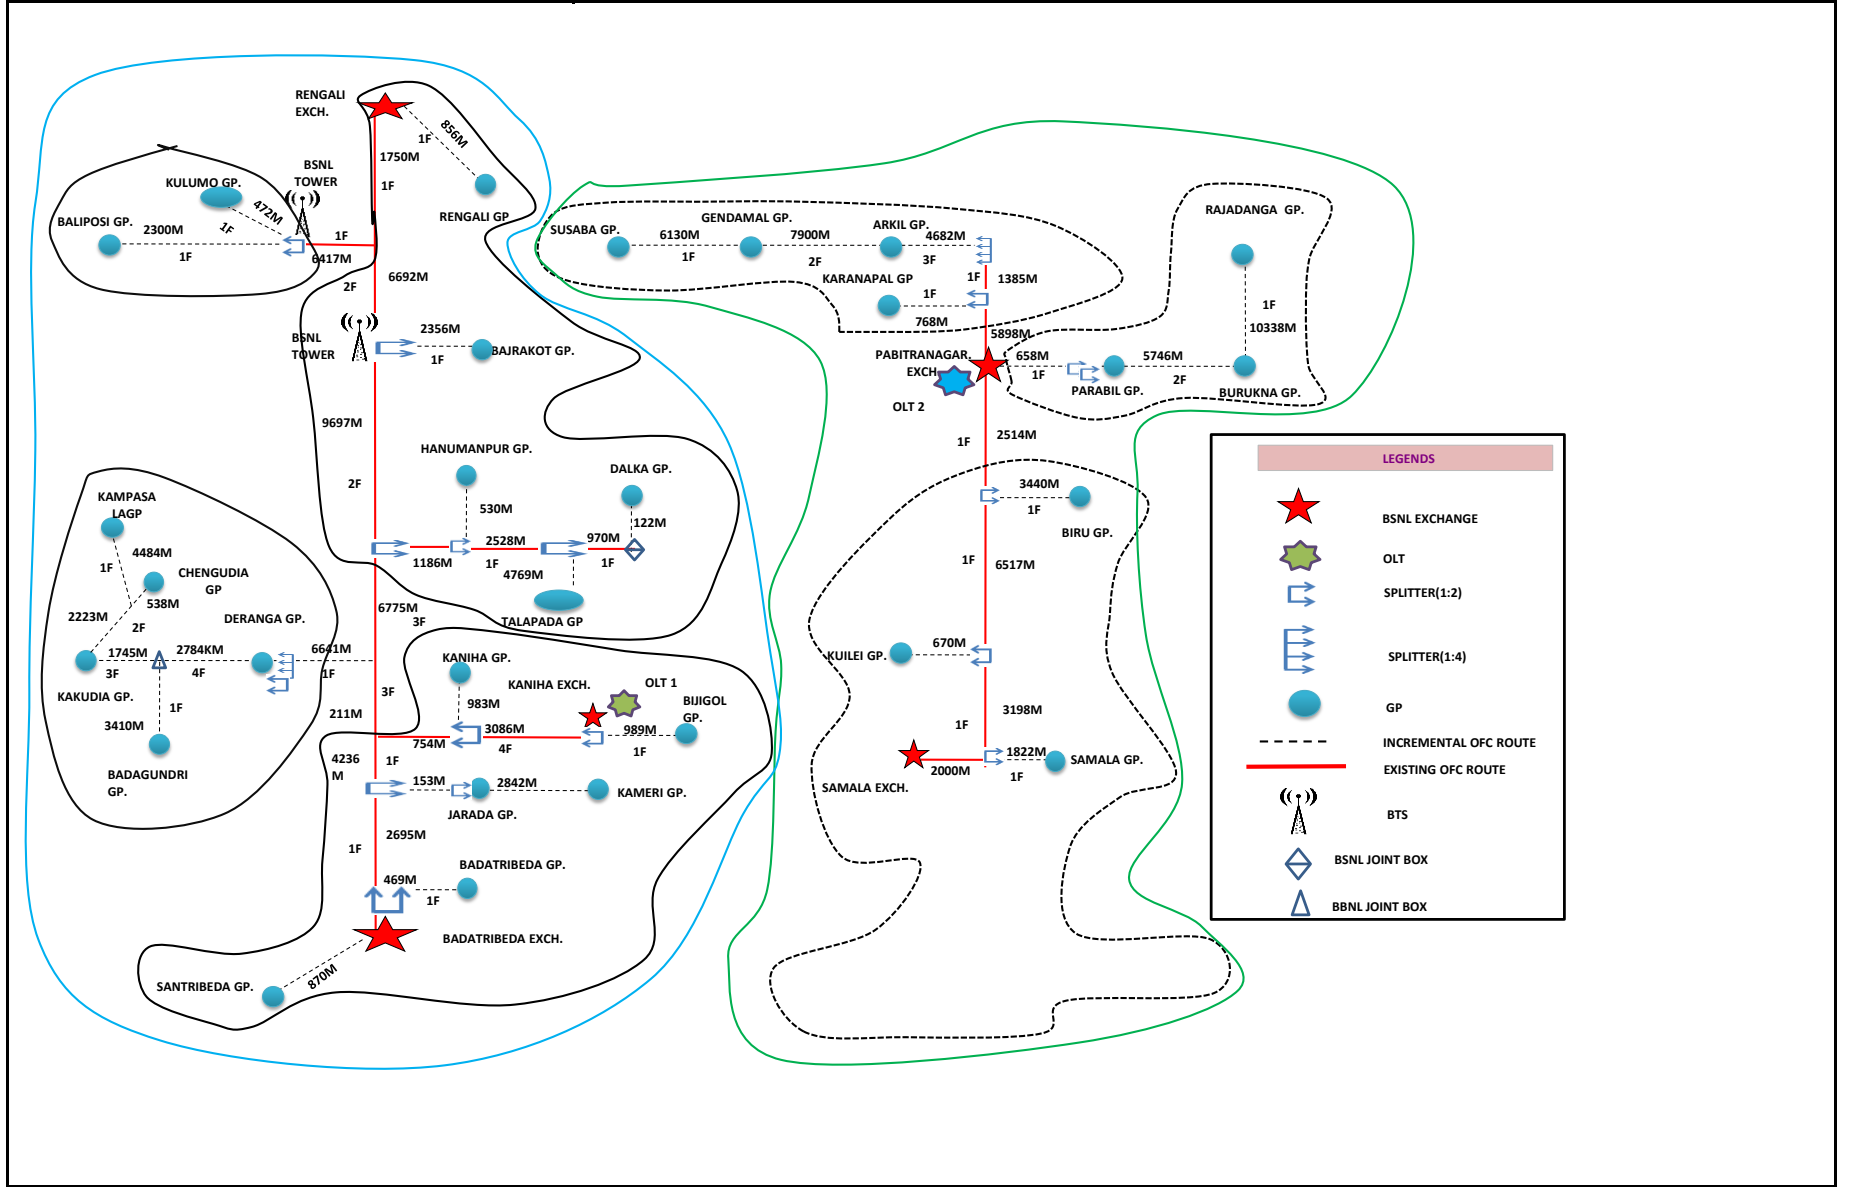 RENGALI
EXCH.
856M
1F
1750M
1F
BSNL
TOWER
KULUMO GP.
472M
1F
BALIPOSI GP.
2300M
1F
1F
6417M
RENGALI GP
6692M
2F
BSNL
TOWER
2356M
1F
BAJRAKOT GP.
9697M
2F
HANUMANPUR GP.
530M
DALKA GP.
122M
1186M
2528M
1F
970M
1F
4769M
TALAPADA GP
KAMPASA
LAGP
4484M
1F
CHENGUDIA
GP
538M
2223M
2F
DERANGA GP.
1745M
3F
2784KM
4F
6641M
1F
KAKUDIA GP.
3410M
1F
BADAGUNDRI
GP.
6775M
3F
3F
211M
KANIHA GP.
983M
KANIHA EXCH.
OLT 1
BIJIGOL
GP.
754M
3086M
4F
989M
1F
4236
M
1F
153M
2842M
JARADA GP.
KAMERI GP.
2695M
1F
BADATRIBEDA GP.
469M
1F
BADATRIBEDA EXCH.
SANTRIBEDA GP.
870M
SUSABA GP.
6130M
1F
GENDAMAL GP.
7900M
2F
ARKIL GP.
4682M
3F
KARANAPAL GP
1F
768M
1F
1385M
5898M
PABITRANAGAR.
EXCH
OLT 2
658M
1F
PARABIL GP.
5746M
2F
BURUKNA GP.
RAJADANGA  GP.
1F
10338M
1F
2514M
3440M
1F
BIRU GP.
1F
6517M
KUILEI GP.
670M
1F
3198M
SAMALA EXCH.
2000M
1822M
1F
SAMALA GP.
LEGENDS
BSNL EXCHANGE
OLT
SPLITTER(1:2)
SPLITTER(1:4)
GP
INCREMENTAL OFC ROUTE
EXISTING OFC ROUTE
BTS
BSNL JOINT BOX
BBNL JOINT BOX